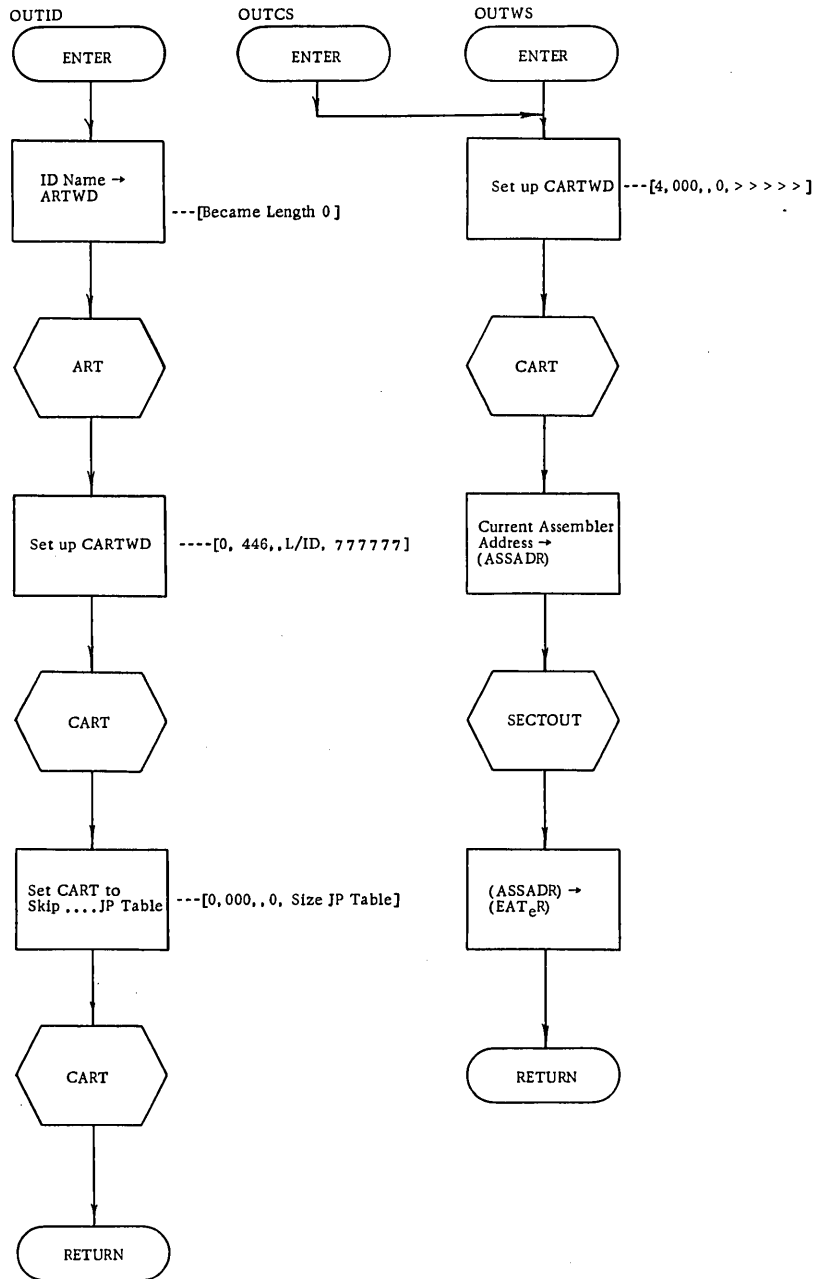 OUTID
ENTER
ID Name →
ARTWD
---[Became Length 0]
ART
Set up CARTWD
----[0, 446,,L/ID, 777777]
CART
Set CART to
Skip ....JP Table
---[0,000,,0, Size JP Table]
CART
RETURN
OUTCS
ENTER
OUTWS
ENTER
Set up CARTWD
---[4,000,,0,>>>>>]
CART
Current Assembler
Address →
(ASSADR)
SECTOUT
(ASSADR) →
(EATeR)
RETURN